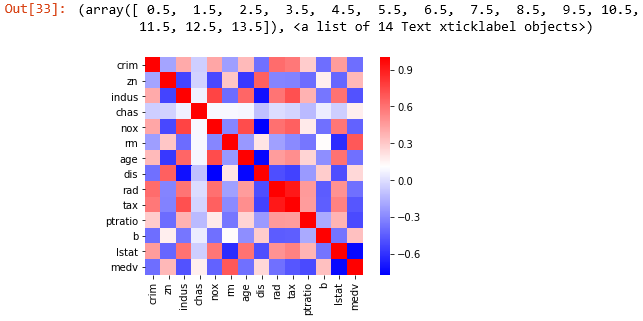 Out[33]: (array([ 0.5, 1.5, 2.5, 3.5, 4.5, 5.5, 6.5, 7.5, 8.5, 9.5, 10.5,
11.5, 12.5, 13.5]), <a list of 14 Text xticklabel objects>)
crim
zn
indus
chas
nox
rm
age
dis
rad
tax
ptratio
b
lstat
medv
crim
zn
indus
chas
nox
rm
age
dis
rad
tax
ptratio
b
lstat
medv
0.9
0.6
0.3
0.0
−0.3
−0.6